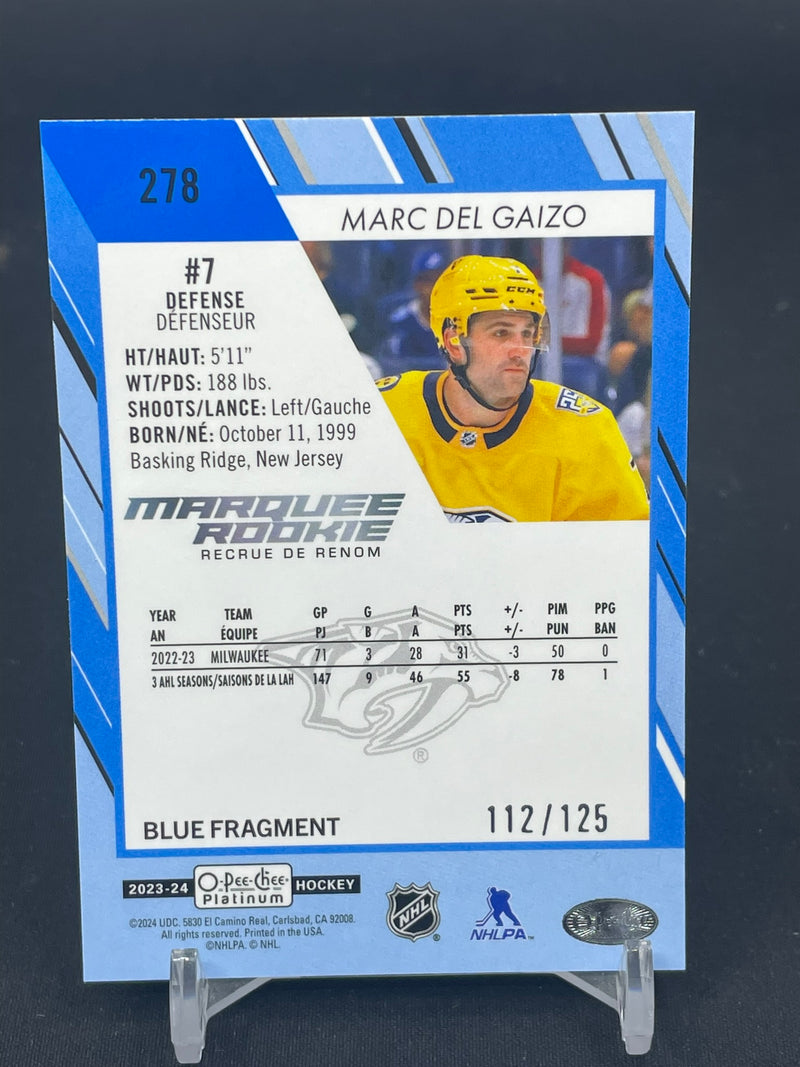 278
MARC DEL GAIZO
#7
DEFENSE
DÉFENSEUR
HT/HAUT: 5'11"
WT/PDS: 188 lbs.
SHOOTS/LANCE: Left/Gauche
BORN/NÉ: October 11, 1999
Basking Ridge, New Jersey
CCM
MARQUEE
ROOKIE
RECRUE DE RENOM
YEAR TEAM GP G A PTS +/- PIM PPG
AN ÉQUIPE PJ B A PTS +/- PUN BAN
2022-23 MILWAUKEE 71 3 28 31 -3 50 0
3 AHL SEASONS/SAISONS DE LA LAH 147 9 46 55 -8 78 1
®
BLUE FRAGMENT
112/125
2023-24 O-Pee-Chee Platinum HOCKEY
©2024 UDC. 5830 El Camino Real, Carlsbad, CA 92008.
All rights reserved. Printed in the USA.
©NHLPA. © NHL.
NHL ®
NHLPA™